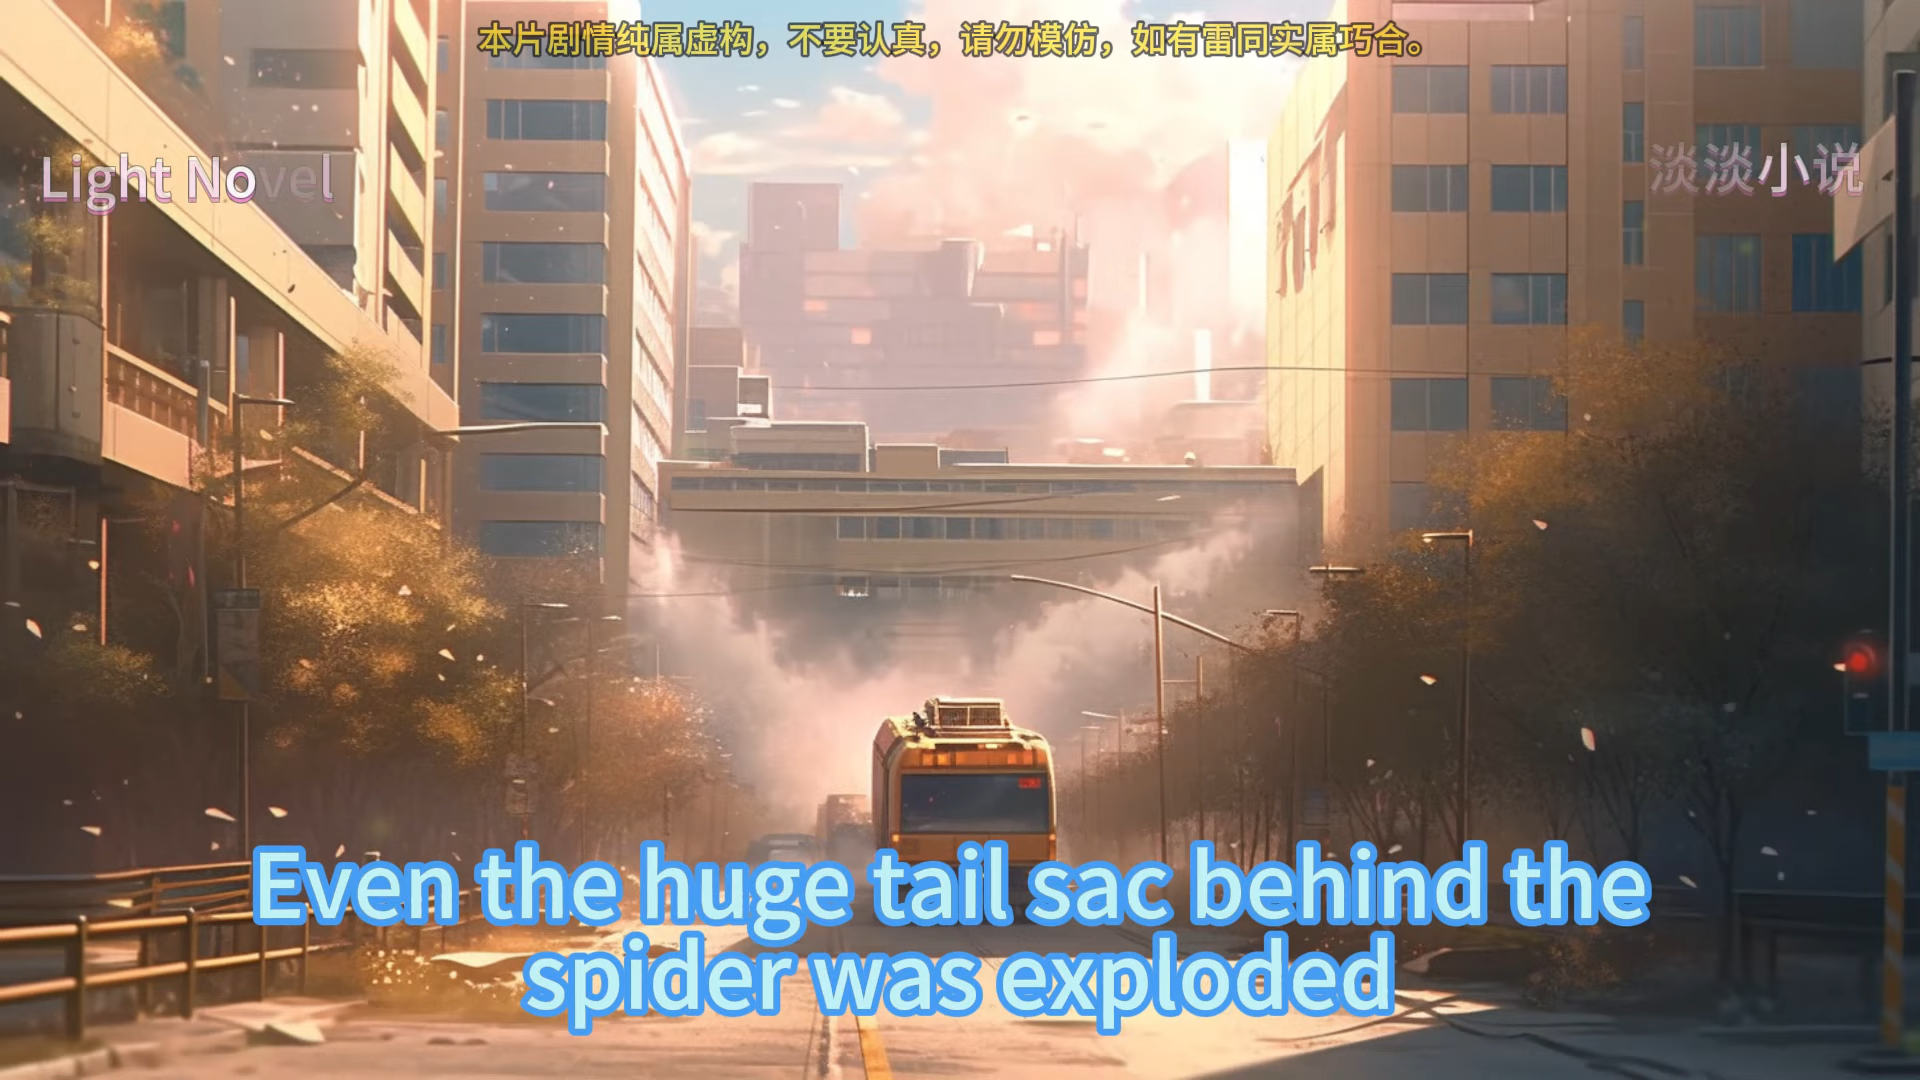 本片剧情纯属虚构，不要认真，请勿模仿，如有雷同实属巧合。
Light Novel
淡淡小说
Even the huge tail sac behind the
spider was exploded